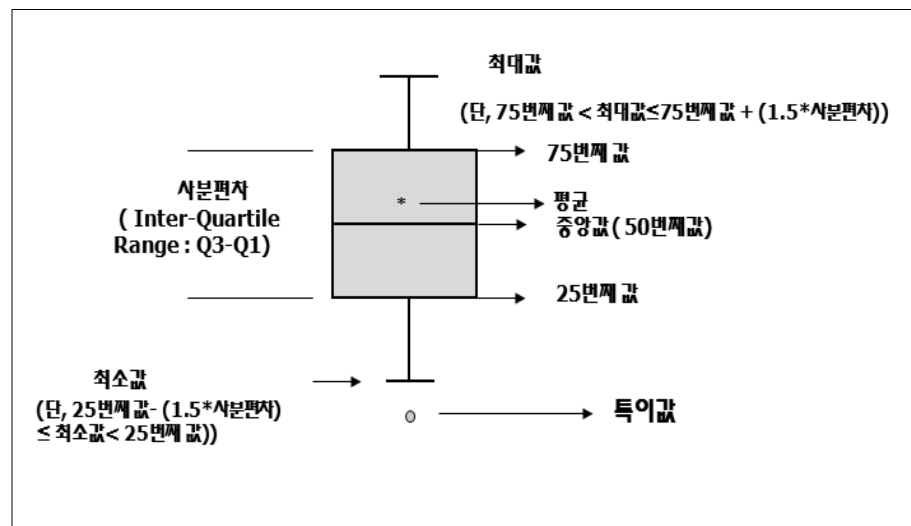 최대값
(단, 75번째 값 < 최대값≤75번째 값 + (1.5*사분편차))
75번째 값
사분편차
( Inter-Quartile
Range : Q3-Q1)
*
평균
중앙값( 50번째값)
25번째 값
최소값
(단, 25번째 값- (1.5*사분편차)
≤ 최소값< 25번째 값))
특이값